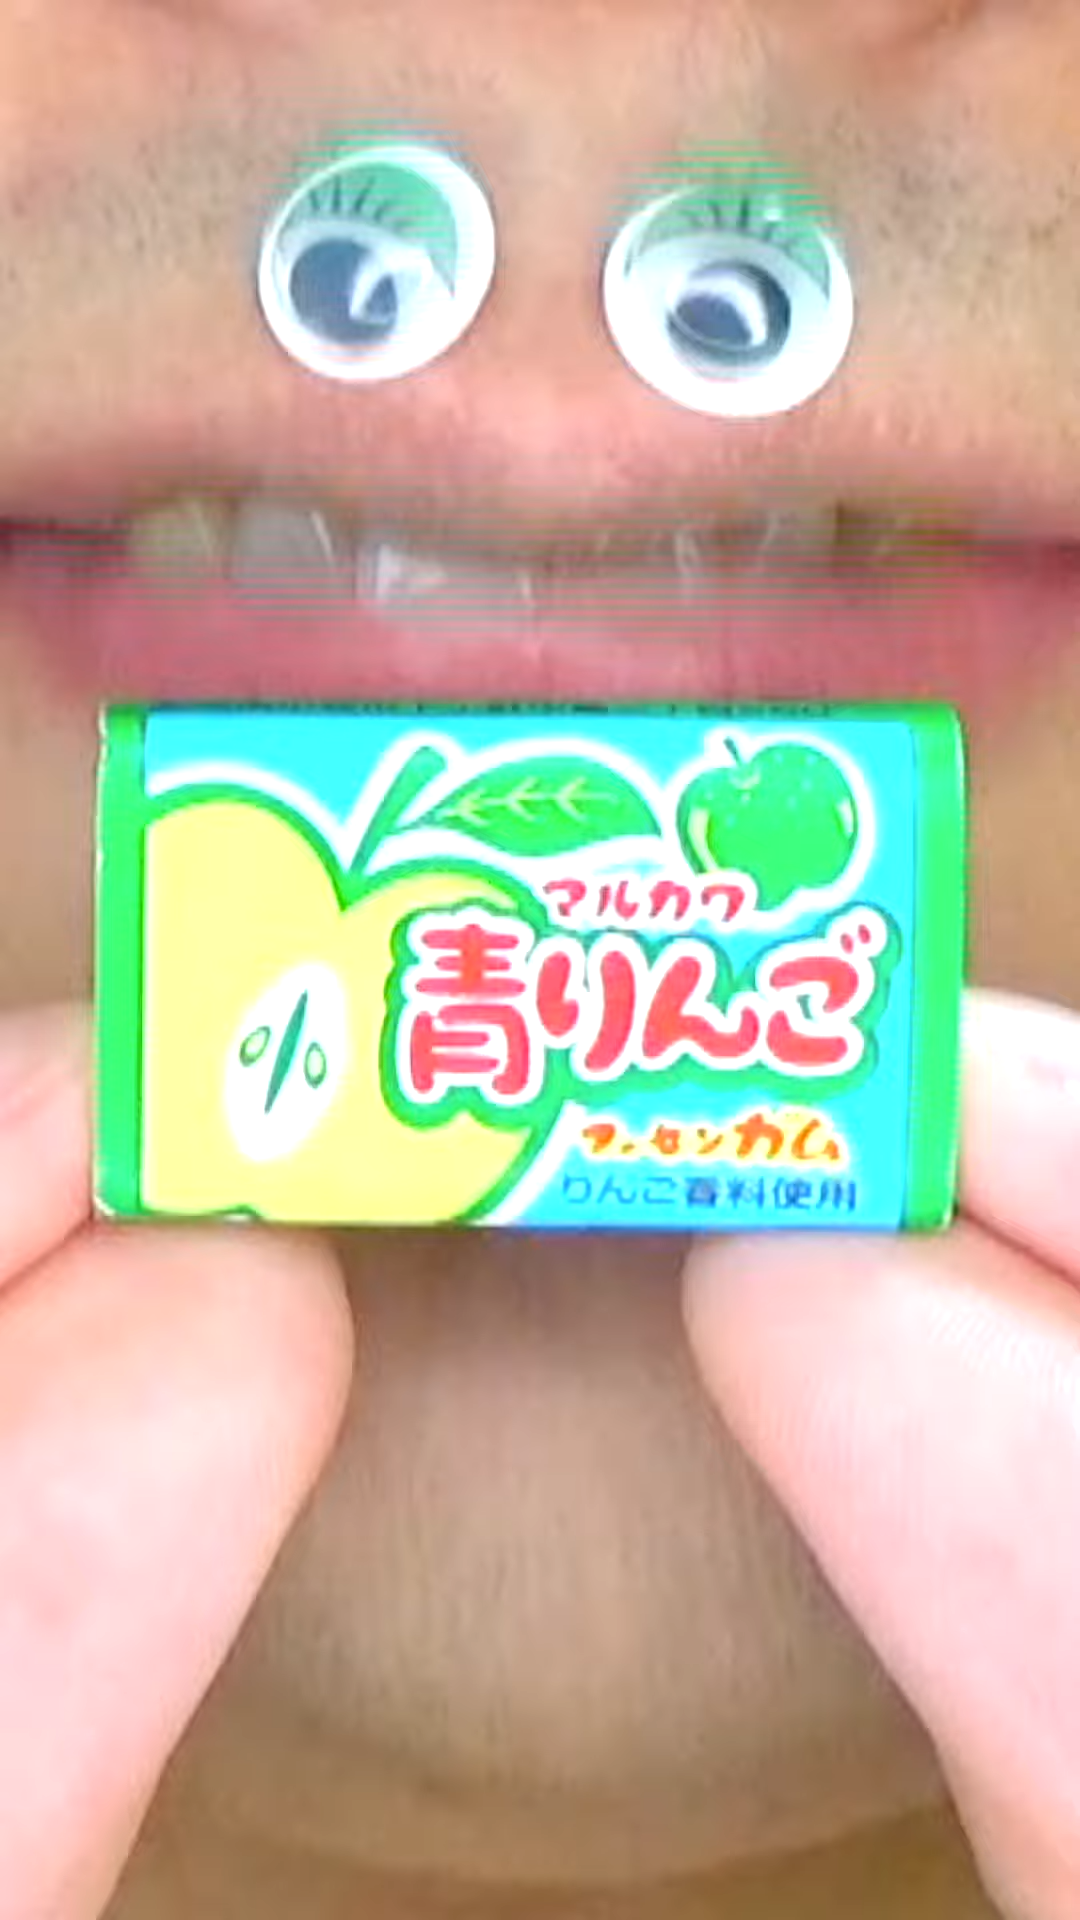 マルカワ
青りんご
フーセンガム
りんご香料使用